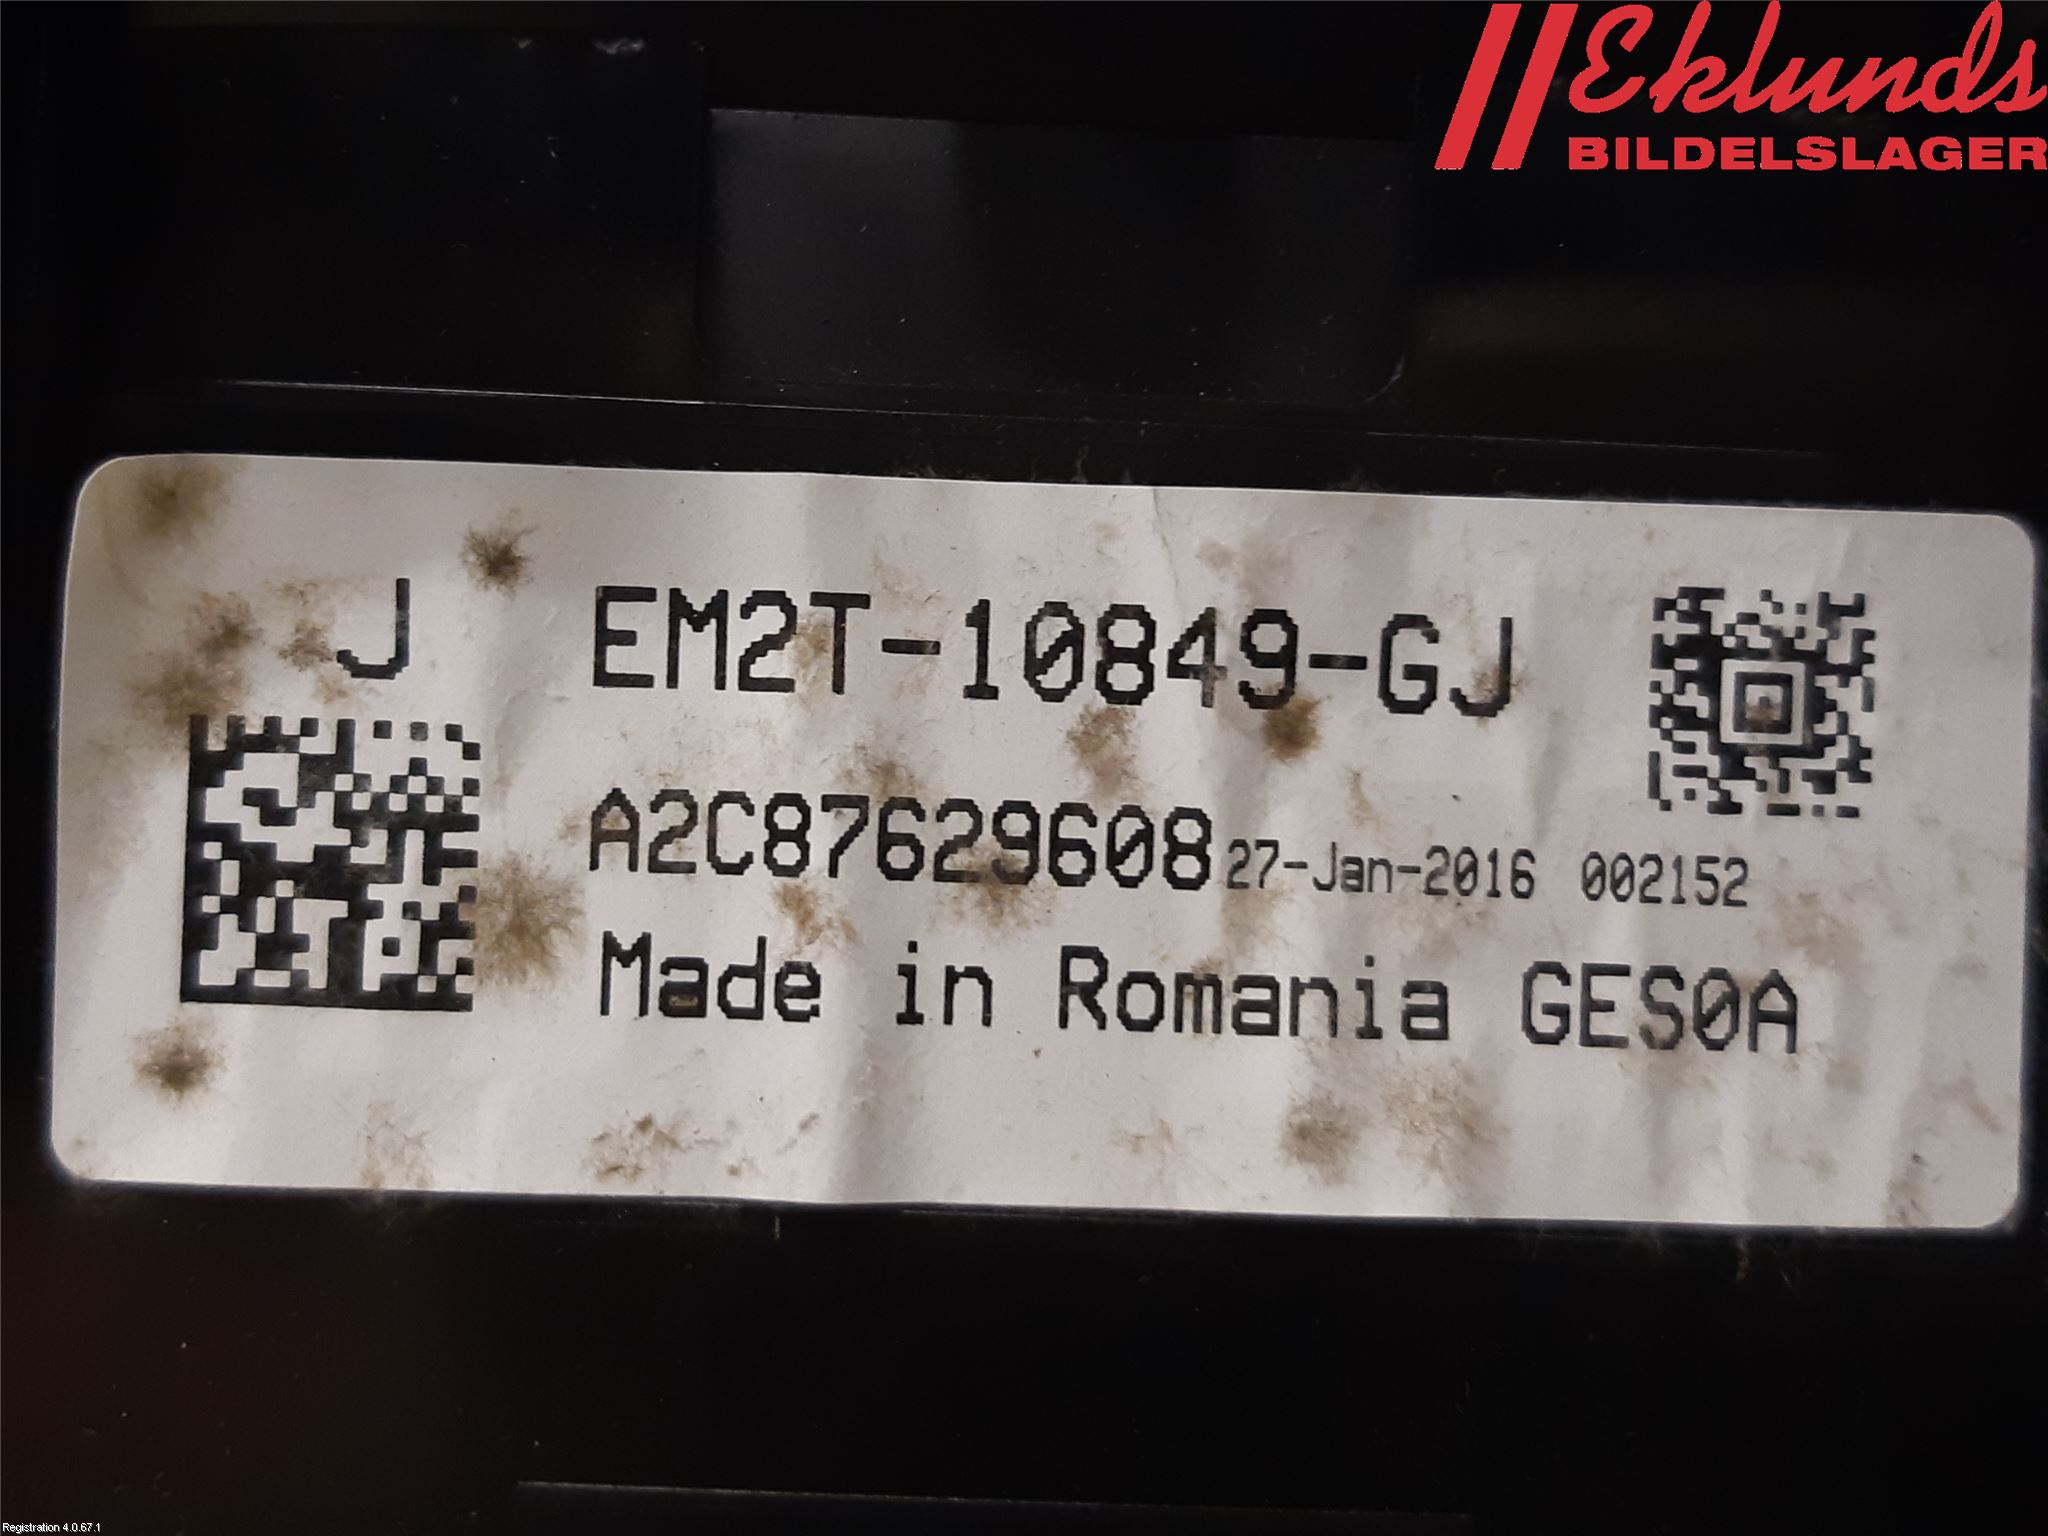 Eklunds
BILDELSLAGER
J EM2T-10849-GJ
A2C87629608 27-Jan-2016 002152
Made in Romania GES0A
Registration 4.0.67.1